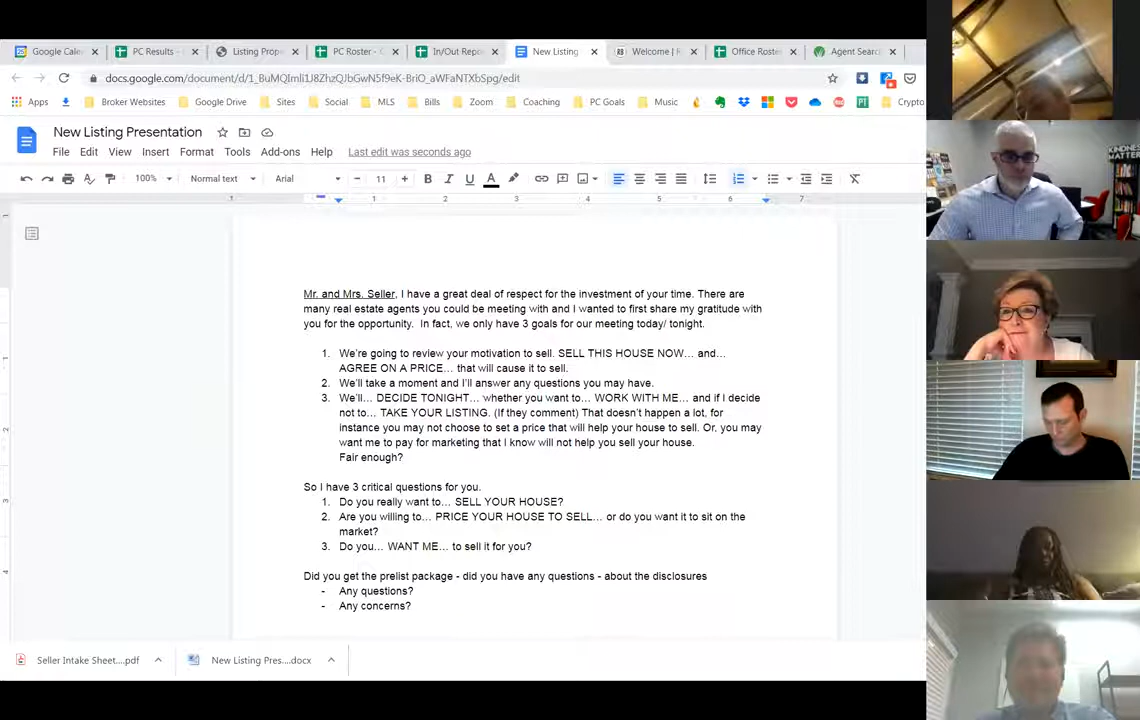 Google Cale
PC Results -
Listing Prope
PC Roster - C
In/Out Repo
New Listing
Welcome | R
Office Roster
Agent Searc
docs.google.com/document/d/1_BuMQImli1J8ZhzQJbGwN5f9eK-BriO_aWFaNTXbSpg/edit
Apps
Broker Websites
Google Drive
Sites
Social
MLS
Bills
Zoom
Coaching
PC Goals
Music
Crypto
New Listing Presentation
File Edit View Insert Format Tools Add-ons Help Last edit was seconds ago
100% Normal text Arial 11 B I U A
1 1 2 3 4 5 6 7
KINDNESS
MATTER
Mr. and Mrs. Seller, I have a great deal of respect for the investment of your time. There are
many real estate agents you could be meeting with and I wanted to first share my gratitude with
you for the opportunity. In fact, we only have 3 goals for our meeting today/ tonight.
1. We're going to review your motivation to sell. SELL THIS HOUSE NOW... and...
AGREE ON A PRICE... that will cause it to sell.
2. We'll take a moment and I'll answer any questions you may have.
3. We'll... DECIDE TONIGHT... whether you want to... WORK WITH ME... and if I decide
not to... TAKE YOUR LISTING. (If they comment) That doesn't happen a lot, for
instance you may not choose to set a price that will help your house to sell. Or, you may
want me to pay for marketing that I know will not help you sell your house.
Fair enough?
So I have 3 critical questions for you.
1. Do you really want to... SELL YOUR HOUSE?
2. Are you willing to... PRICE YOUR HOUSE TO SELL... or do you want it to sit on the
market?
3. Do you... WANT ME... to sell it for you?
Did you get the prelist package - did you have any questions - about the disclosures
- Any questions?
- Any concerns?
Seller Intake Sheet....pdf
New Listing Pres....docx